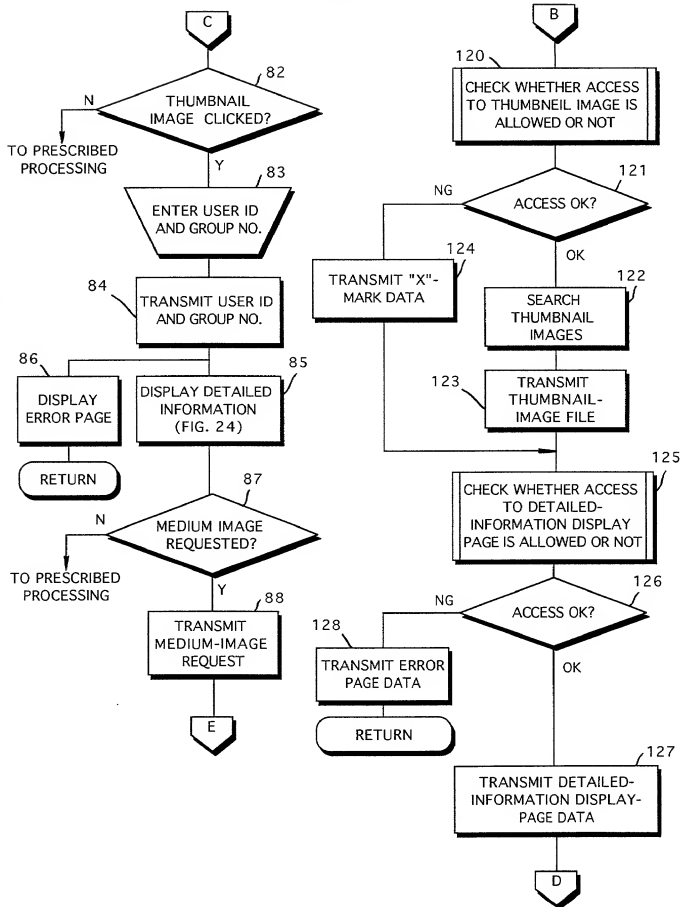 C
82
THUMBNAIL
IMAGE CLICKED?
N
TO PRESCRIBED
PROCESSING
Y
83
ENTER USER ID
AND GROUP NO.
84
TRANSMIT USER ID
AND GROUP NO.
86
DISPLAY
ERROR PAGE
RETURN
85
DISPLAY DETAILED
INFORMATION
(FIG. 24)
87
MEDIUM IMAGE
REQUESTED?
N
TO PRESCRIBED
PROCESSING
Y
88
TRANSMIT
MEDIUM-IMAGE
REQUEST
E
B
120
CHECK WHETHER ACCESS
TO THUMBNEIL IMAGE IS
ALLOWED OR NOT
121
ACCESS OK?
NG
124
TRANSMIT "X"-
MARK DATA
OK
122
SEARCH
THUMBNAIL
IMAGES
123
TRANSMIT
THUMBNAIL-
IMAGE FILE
125
CHECK WHETHER ACCESS
TO DETAILED-
INFORMATION DISPLAY
PAGE IS ALLOWED OR NOT
126
ACCESS OK?
NG
128
TRANSMIT ERROR
PAGE DATA
RETURN
OK
127
TRANSMIT DETAILED-
INFORMATION DISPLAY-
PAGE DATA
D